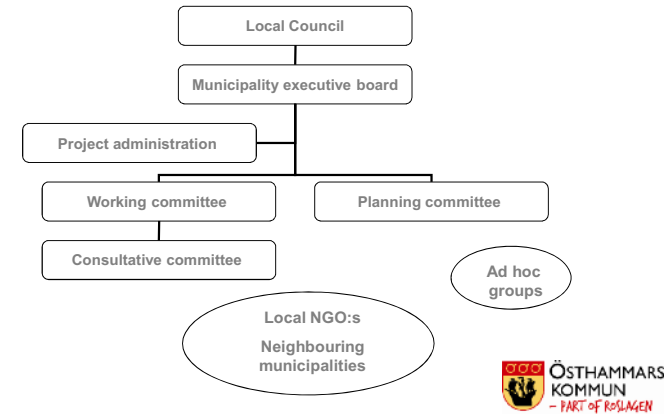 Local Council
Municipality executive board
Project administration
Working committee
Planning committee
Consultative committee
Ad hoc
groups
Local NGO:s
Neighbouring
municipalities
ÖSTHAMMARS
KOMMUN
– PART OF ROSLAGEN